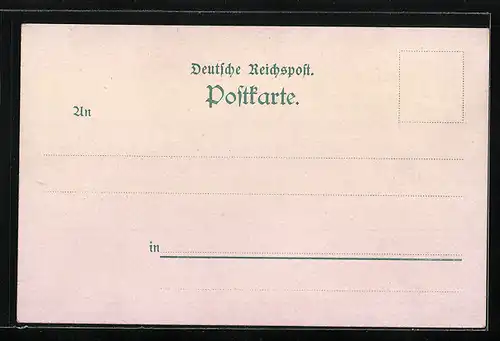 Deutsche Reichspost.
Postkarte.
An
in